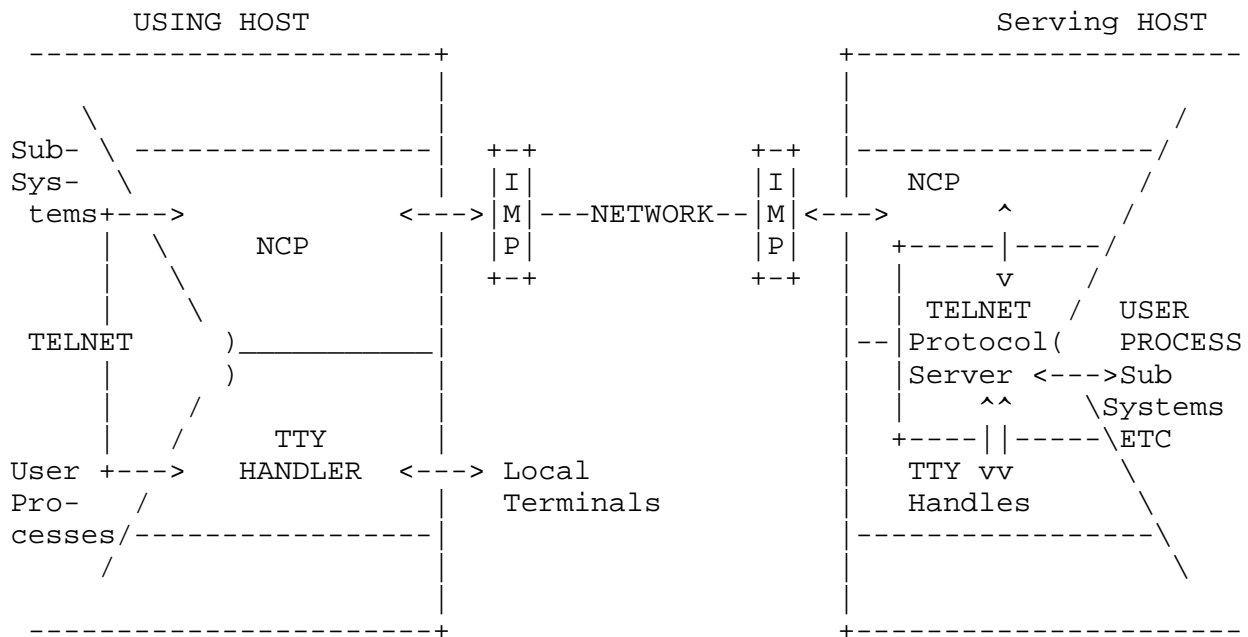 USING HOST Serving HOST
Sub-
Sys- I I NCP
tems M NETWORK M
NCP P P
TELNET USER
TELNET Protocol( PROCESS
Server Sub
Systems
TTY ETC
User HANDLER Local TTY
Pro- Terminals Handles
cesses